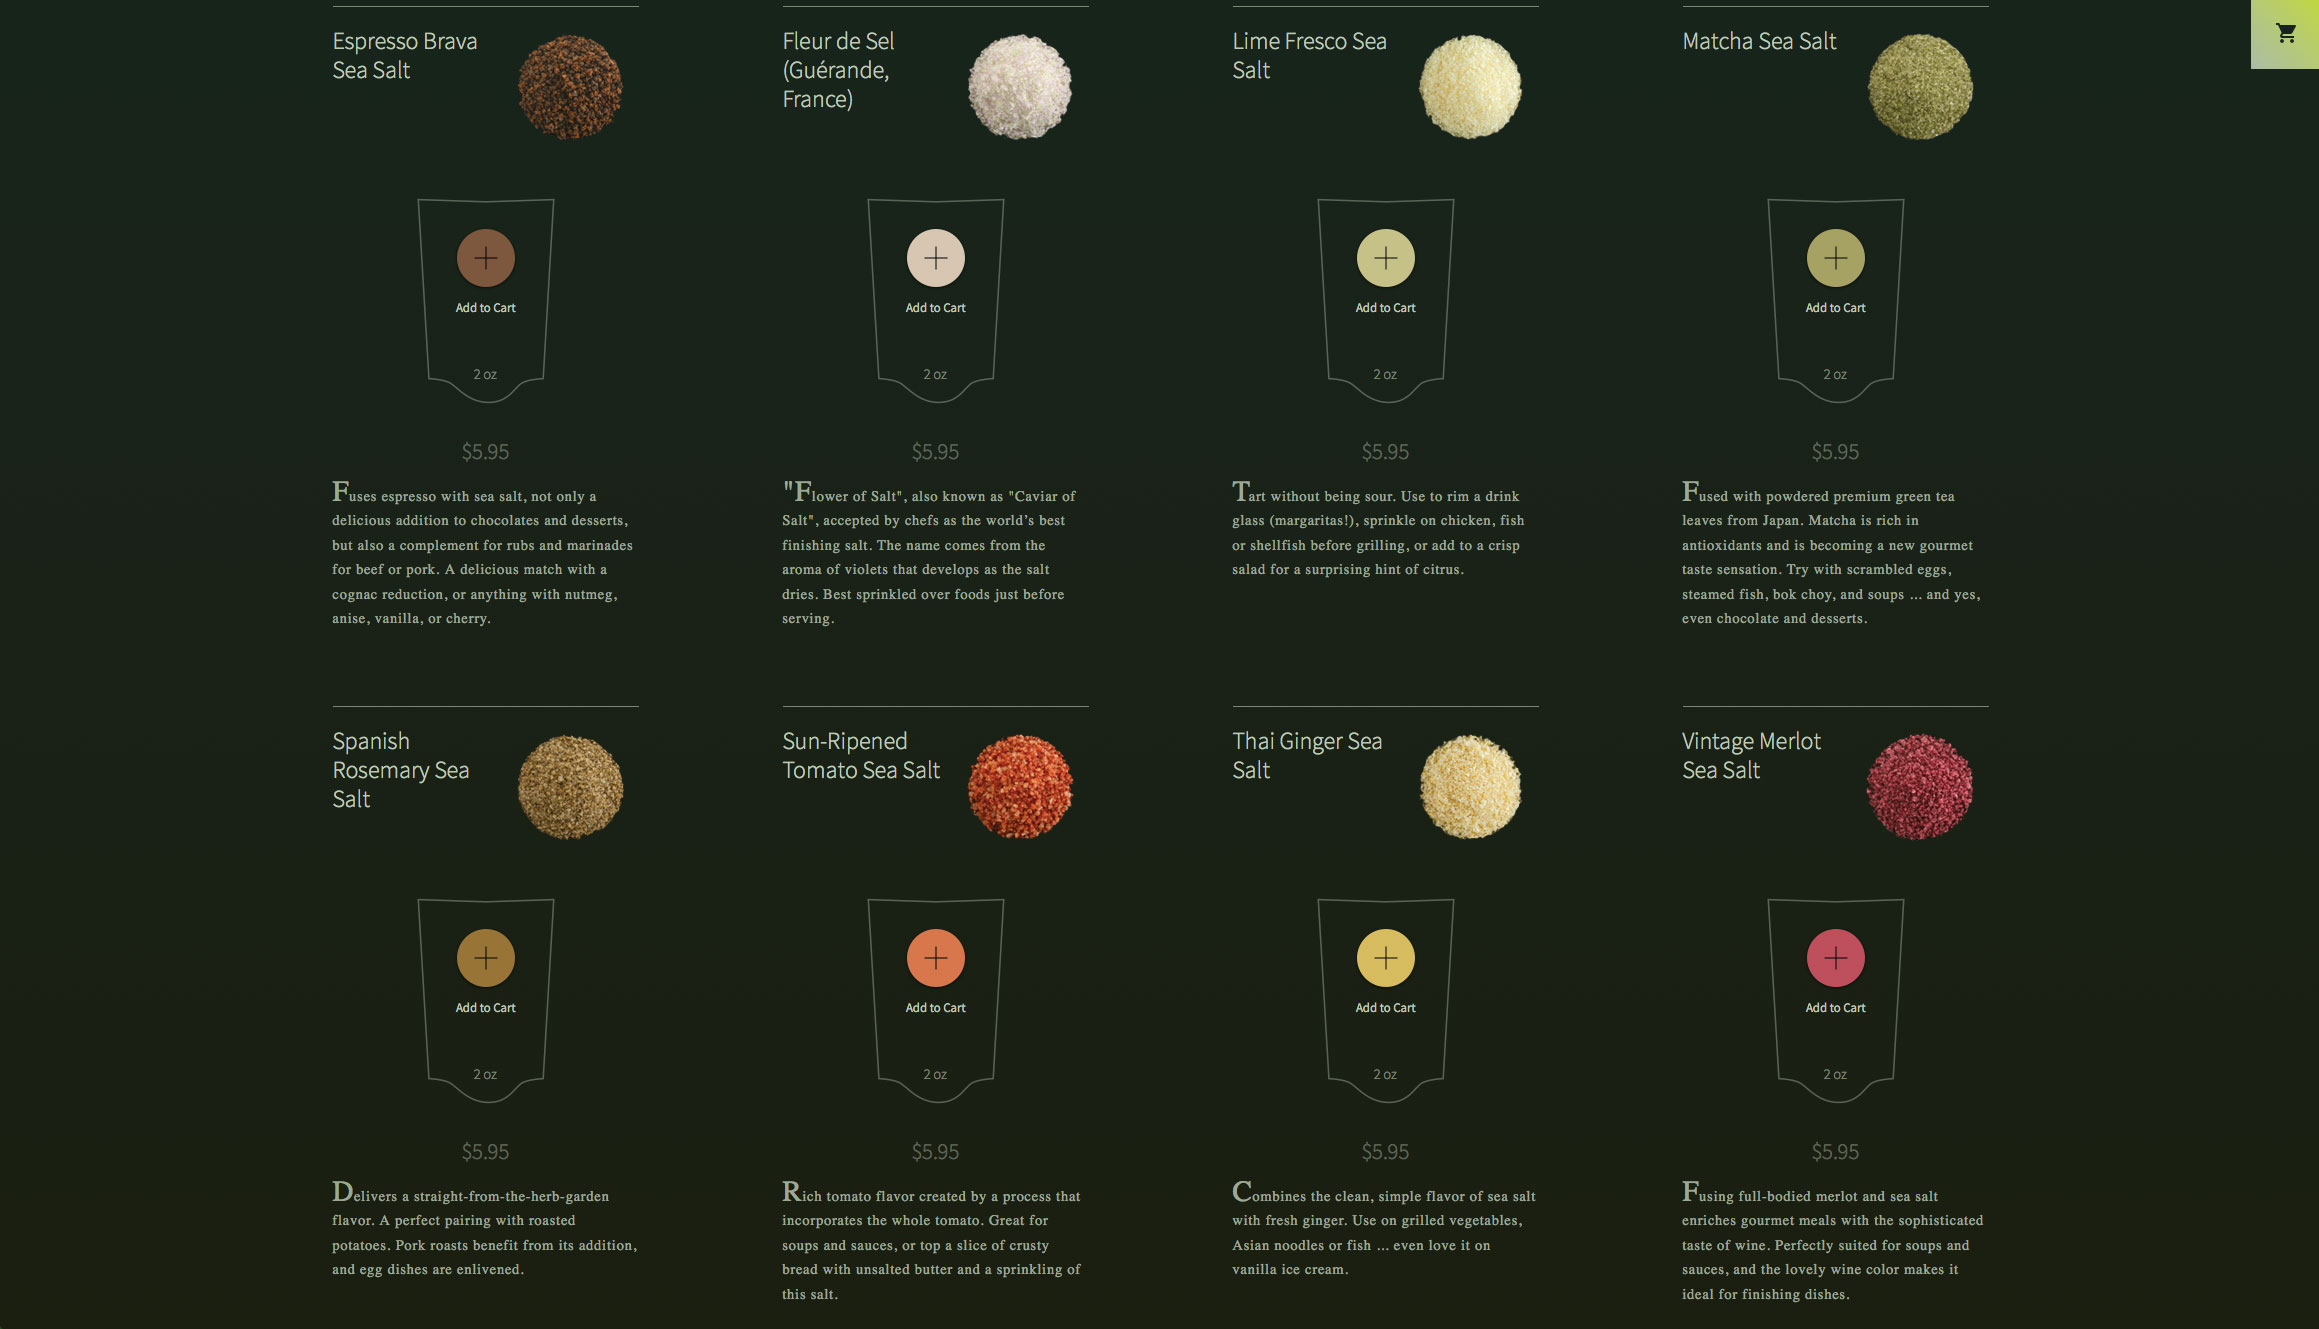 Espresso Brava
Sea Salt
Add to Cart
2 oz
$5.95
Fuses espresso with sea salt, not only a
delicious addition to chocolates and desserts,
but also a complement for rubs and marinades
for beef or pork. A delicious match with a
cognac reduction, or anything with nutmeg,
anise, vanilla, or cherry.
Fleur de Sel
(Guérande,
France)
Add to Cart
2 oz
$5.95
"Flower of Salt", also known as "Caviar of
Salt", accepted by chefs as the world’s best
finishing salt. The name comes from the
aroma of violets that develops as the salt
dries. Best sprinkled over foods just before
serving.
Lime Fresco Sea
Salt
Add to Cart
2 oz
$5.95
Tart without being sour. Use to rim a drink
glass (margaritas!), sprinkle on chicken, fish
or shellfish before grilling, or add to a crisp
salad for a surprising hint of citrus.
Matcha Sea Salt
Add to Cart
2 oz
$5.95
Fused with powdered premium green tea
leaves from Japan. Matcha is rich in
antioxidants and is becoming a new gourmet
taste sensation. Try with scrambled eggs,
steamed fish, bok choy, and soups ... and yes,
even chocolate and desserts.
Spanish
Rosemary Sea
Salt
Add to Cart
2 oz
$5.95
Delivers a straight-from-the-herb-garden
flavor. A perfect pairing with roasted
potatoes. Pork roasts benefit from its addition,
and egg dishes are enlivened.
Sun-Ripened
Tomato Sea Salt
Add to Cart
2 oz
$5.95
Rich tomato flavor created by a process that
incorporates the whole tomato. Great for
soups and sauces, or top a slice of crusty
bread with unsalted butter and a sprinkling of
this salt.
Thai Ginger Sea
Salt
Add to Cart
2 oz
$5.95
Combines the clean, simple flavor of sea salt
with fresh ginger. Use on grilled vegetables,
Asian noodles or fish ... even love it on
vanilla ice cream.
Vintage Merlot
Sea Salt
Add to Cart
2 oz
$5.95
Fusing full-bodied merlot and sea salt
enriches gourmet meals with the sophisticated
taste of wine. Perfectly suited for soups and
sauces, and the lovely wine color makes it
ideal for finishing dishes.